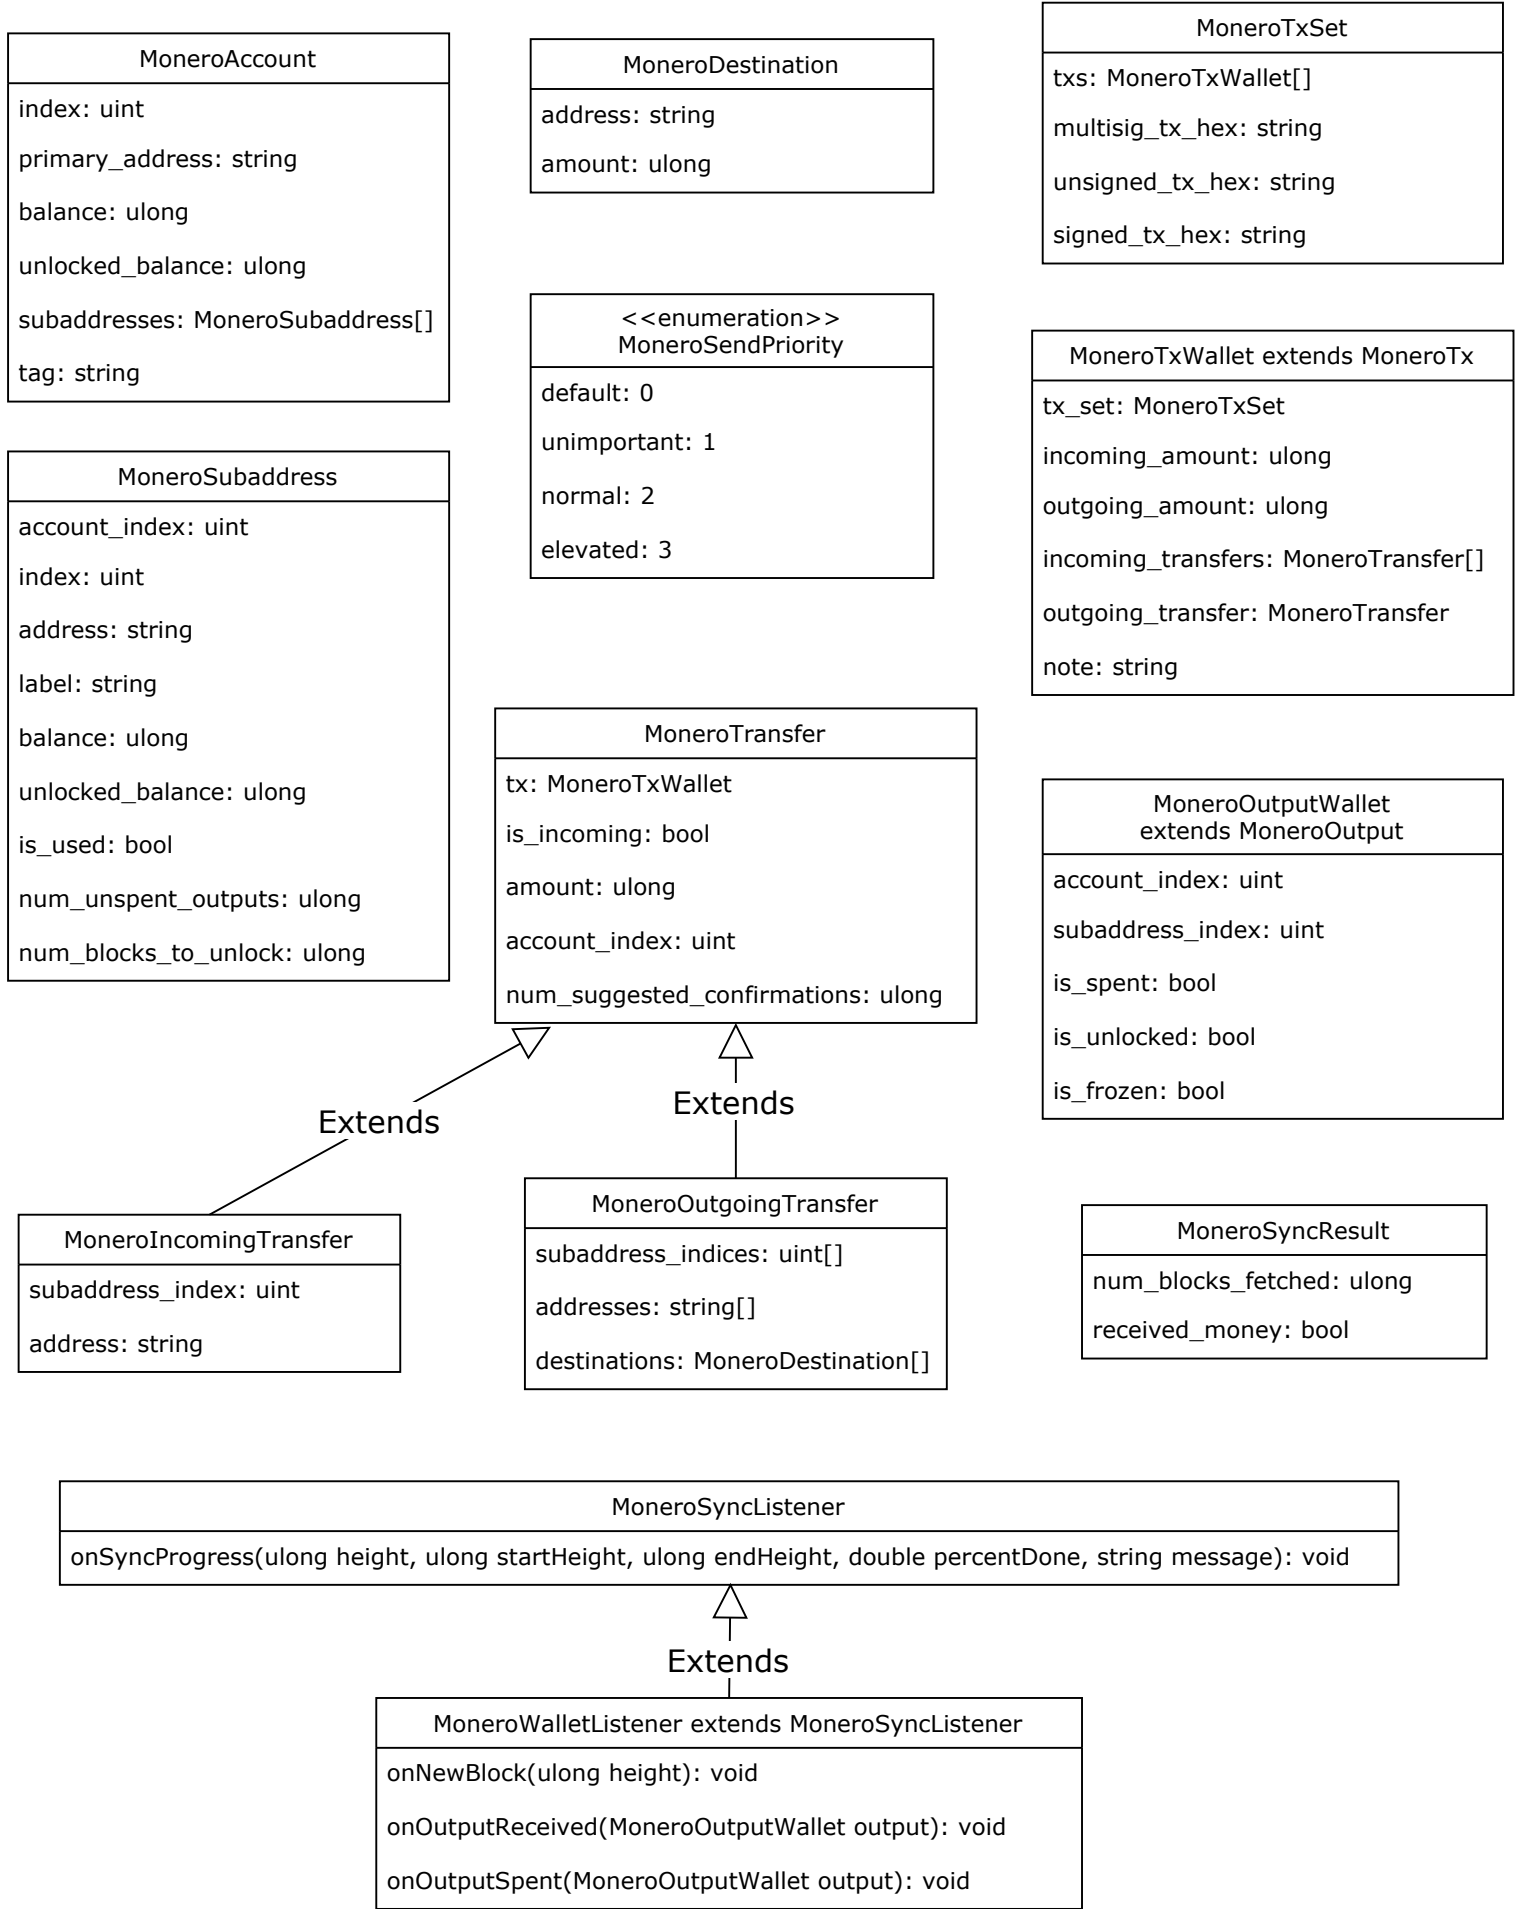 MoneroAccount
index: uint
primary_address: string
balance: ulong
unlocked_balance: ulong
subaddresses: MoneroSubaddress[]
tag: string
MoneroSubaddress
account_index: uint
index: uint
address: string
label: string
balance: ulong
unlocked_balance: ulong
is_used: bool
num_unspent_outputs: ulong
num_blocks_to_unlock: ulong
MoneroDestination
address: string
amount: ulong
<<enumeration>>
MoneroSendPriority
default: 0
unimportant: 1
normal: 2
elevated: 3
MoneroTxSet
txs: MoneroTxWallet[]
multisig_tx_hex: string
unsigned_tx_hex: string
signed_tx_hex: string
MoneroTxWallet extends MoneroTx
tx_set: MoneroTxSet
incoming_amount: ulong
outgoing_amount: ulong
incoming_transfers: MoneroTransfer[]
outgoing_transfer: MoneroTransfer
note: string
MoneroTransfer
tx: MoneroTxWallet
is_incoming: bool
amount: ulong
account_index: uint
num_suggested_confirmations: ulong
MoneroOutputWallet
extends MoneroOutput
account_index: uint
subaddress_index: uint
is_spent: bool
is_unlocked: bool
is_frozen: bool
Extends
Extends
MoneroIncomingTransfer
subaddress_index: uint
address: string
MoneroOutgoingTransfer
subaddress_indices: uint[]
addresses: string[]
destinations: MoneroDestination[]
MoneroSyncResult
num_blocks_fetched: ulong
received_money: bool
MoneroSyncListener
onSyncProgress(ulong height, ulong startHeight, ulong endHeight, double percentDone, string message): void
Extends
MoneroWalletListener extends MoneroSyncListener
onNewBlock(ulong height): void
onOutputReceived(MoneroOutputWallet output): void
onOutputSpent(MoneroOutputWallet output): void